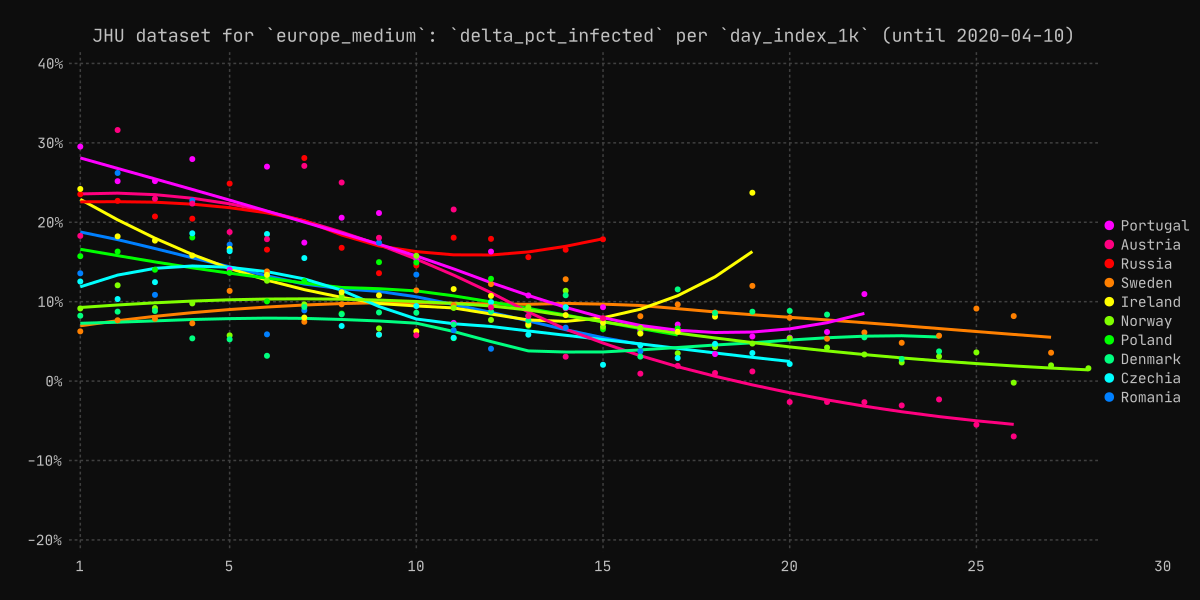 JHU dataset for `europe_medium`: `delta_pct_infected` per `day_index_1k` (until 2020-04-10)
40%
30%
20%
10%
0%
-10%
-20%
1 5 10 15 20 25 30
Portugal
Austria
Russia
Sweden
Ireland
Norway
Poland
Denmark
Czechia
Romania